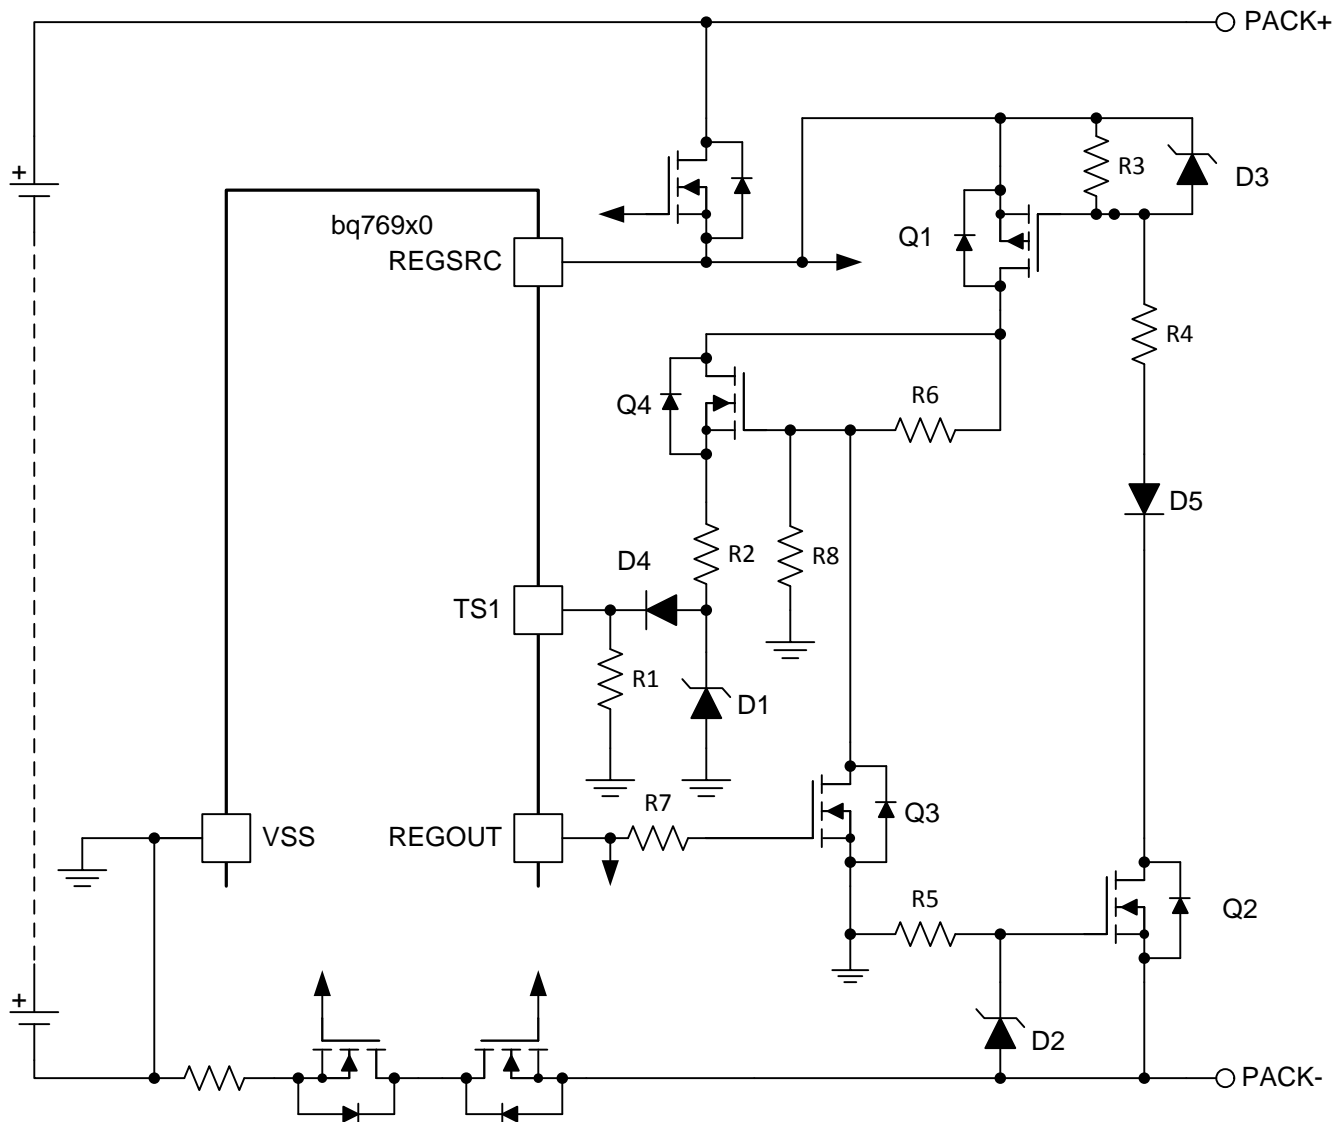 PACK+
+
R3
D3
bq769x0
Q1
REGSRC
R4
R6
Q4
D5
R2
D4
R8
TS1
R1
D1
R7
Q3
VSS
REGOUT
R5
Q2
+
D2
PACK-